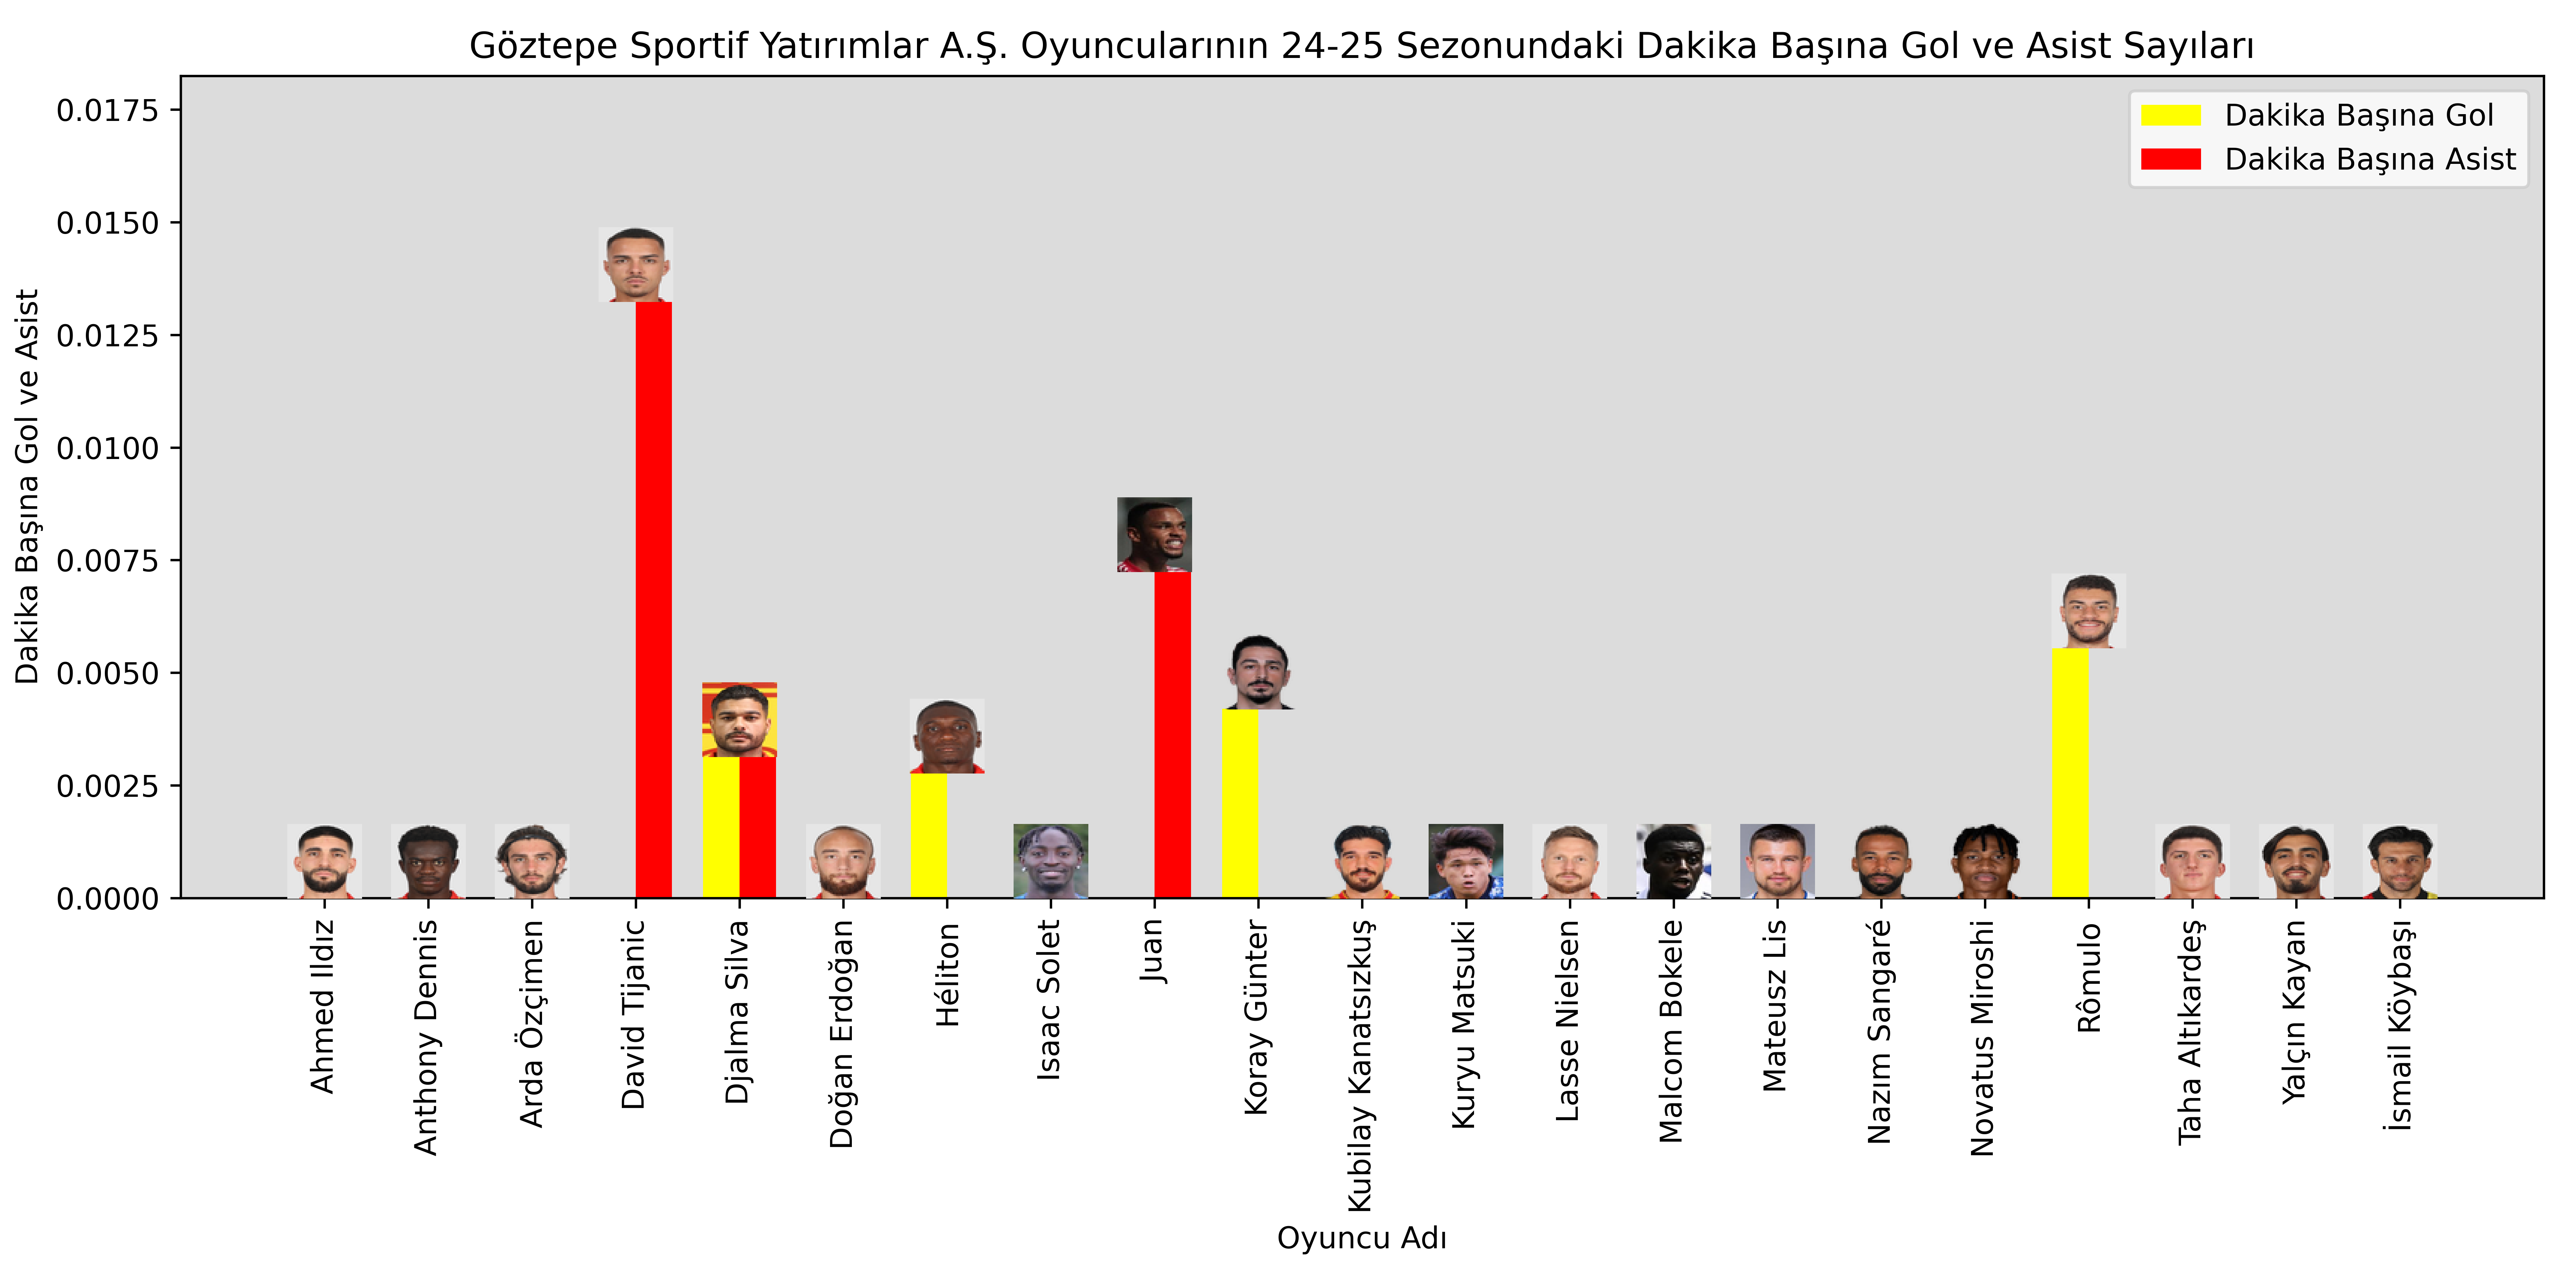 Göztepe Sportif Yatırımlar A.Ş. Oyuncularının 24-25 Sezonundaki Dakika Başına Gol ve Asist Sayıları
Dakika Başına Gol
Dakika Başına Asist
Dakika Başına Gol ve Asist
0.0175
0.0150
0.0125
0.0100
0.0075
0.0050
0.0025
0.0000
Ahmed Ildız
Anthony Dennis
Arda Özçimen
David Tijanic
Djalma Silva
Doğan Erdoğan
Héliton
Isaac Solet
Juan
Koray Günter
Kubilay Kanatsızkuş
Kuryu Matsuki
Lasse Nielsen
Malcom Bokele
Mateusz Lis
Nazım Sangaré
Novatus Miroshi
Rômulo
Taha Altıkardeş
Yalçın Kayan
İsmail Köybaşı
Oyuncu Adı